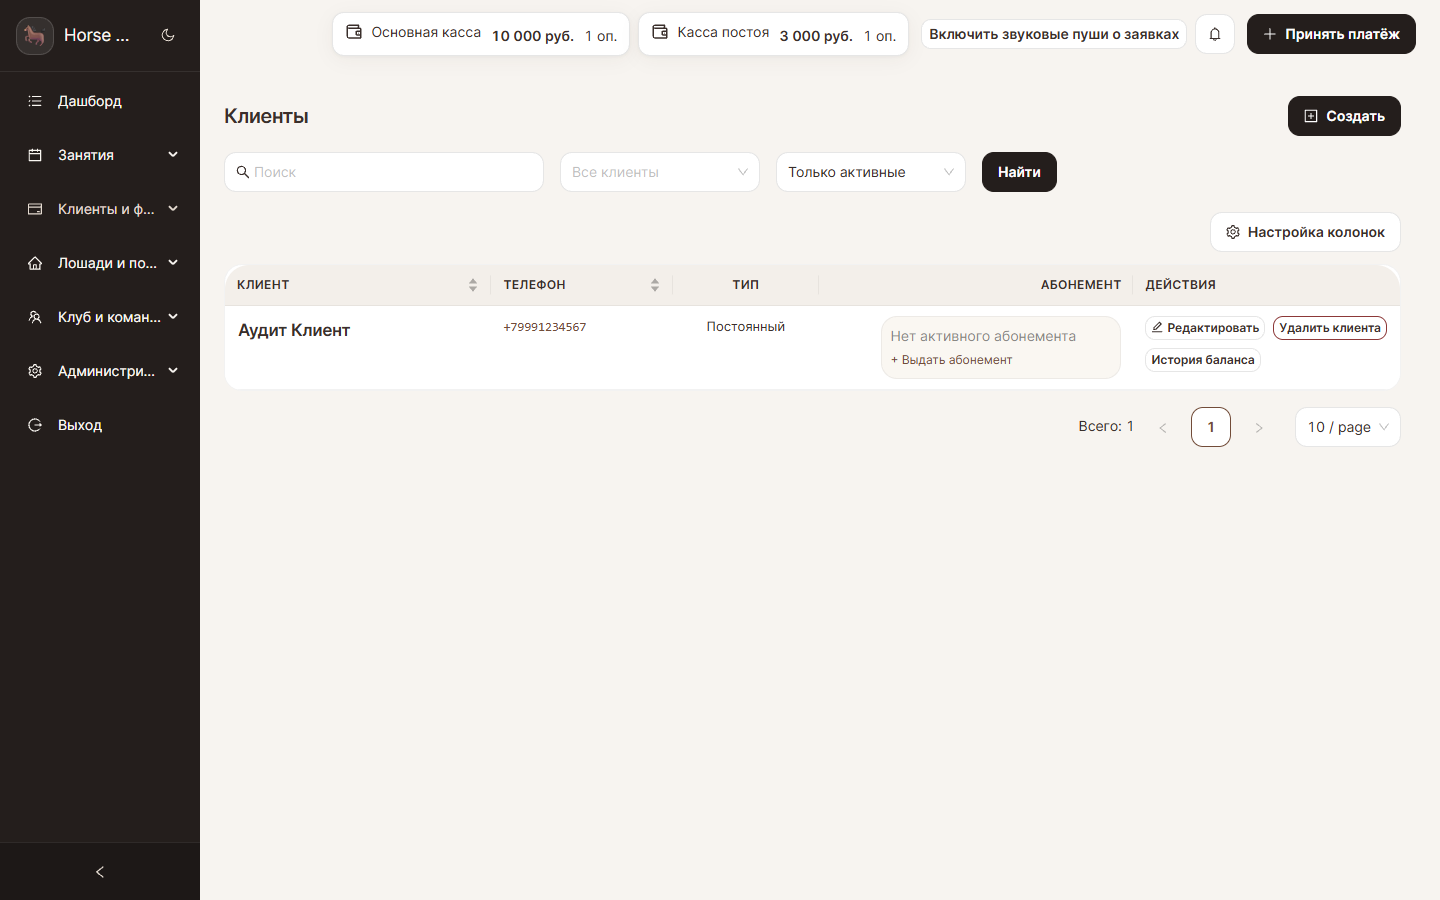 Horse ...
Основная касса 10 000 руб. 1 оп.
Касса постоя 3 000 руб. 1 оп.
Включить звуковые пуши о заявках
Принять платёж
Дашборд
Занятия
Клиенты и ф...
Лошади и по...
Клуб и коман...
Администри...
Выход
Клиенты
Создать
Поиск
Все клиенты
Только активные
Найти
Настройка колонок
КЛИЕНТ ТЕЛЕФОН ТИП АБОНЕМЕНТ ДЕЙСТВИЯ
Аудит Клиент +79991234567 Постоянный
Нет активного абонемента
+ Выдать абонемент
Редактировать Удалить клиента
История баланса
Всего: 1 < 1 > 10 / page